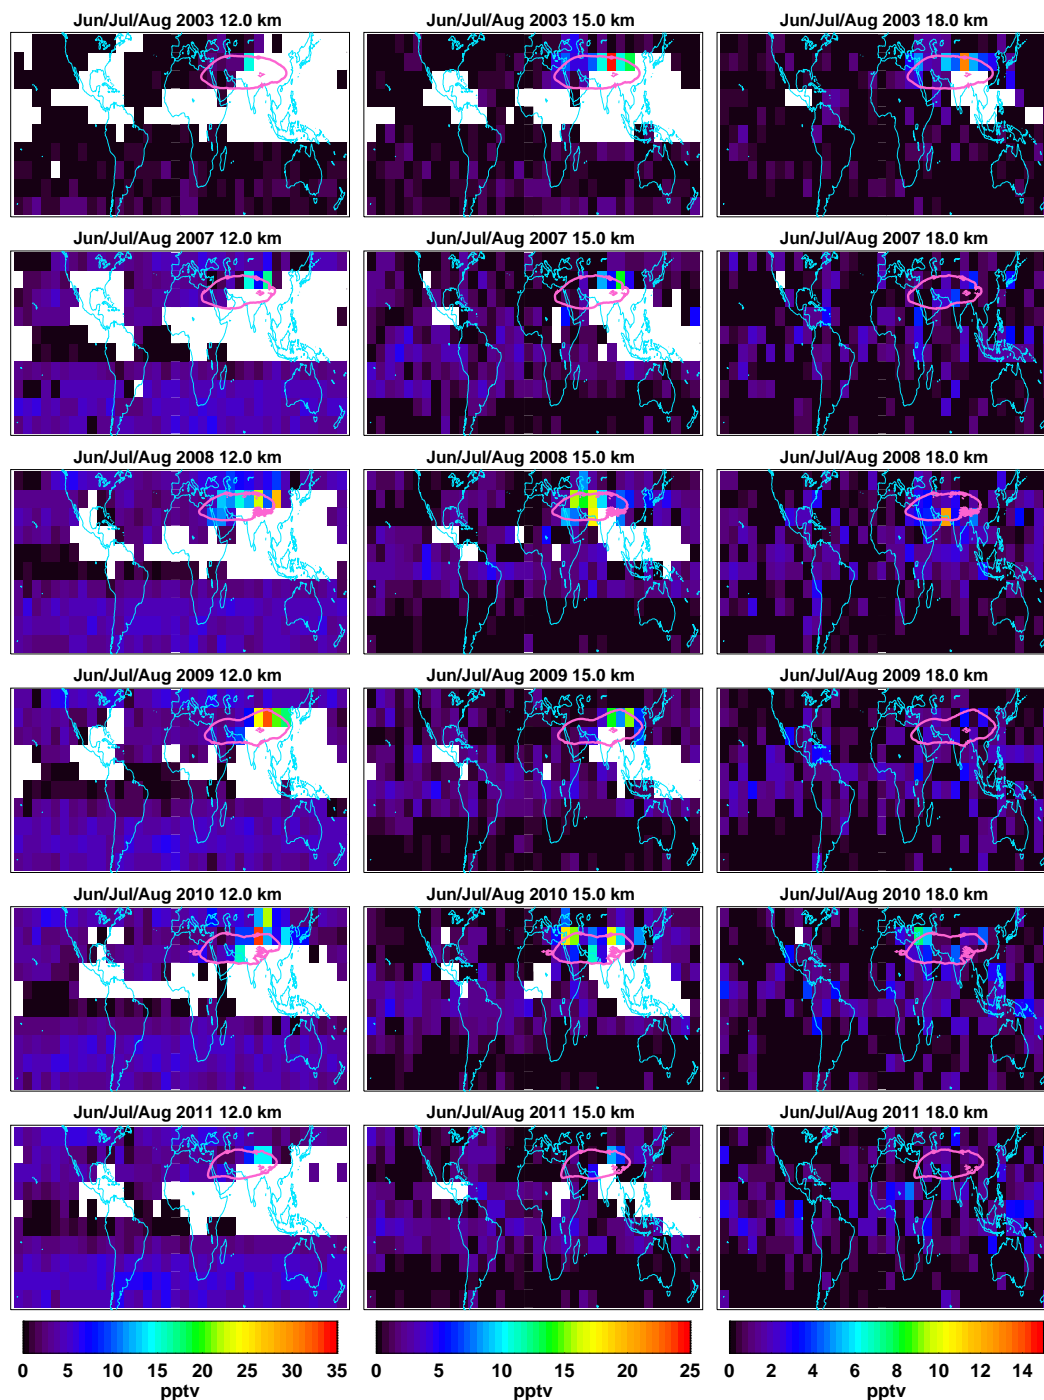 Jun/Jul/Aug 2003 12.0 km Jun/Jul/Aug 2003 15.0 km Jun/Jul/Aug 2003 18.0 km
Jun/Jul/Aug 2007 12.0 km Jun/Jul/Aug 2007 15.0 km Jun/Jul/Aug 2007 18.0 km
Jun/Jul/Aug 2008 12.0 km Jun/Jul/Aug 2008 15.0 km Jun/Jul/Aug 2008 18.0 km
Jun/Jul/Aug 2009 12.0 km Jun/Jul/Aug 2009 15.0 km Jun/Jul/Aug 2009 18.0 km
Jun/Jul/Aug 2010 12.0 km Jun/Jul/Aug 2010 15.0 km Jun/Jul/Aug 2010 18.0 km
Jun/Jul/Aug 2011 12.0 km Jun/Jul/Aug 2011 15.0 km Jun/Jul/Aug 2011 18.0 km
0 5 10 15 20 25 30 35 0 5 10 15 20 25 0 2 4 6 8 10 12 14
pptv pptv pptv